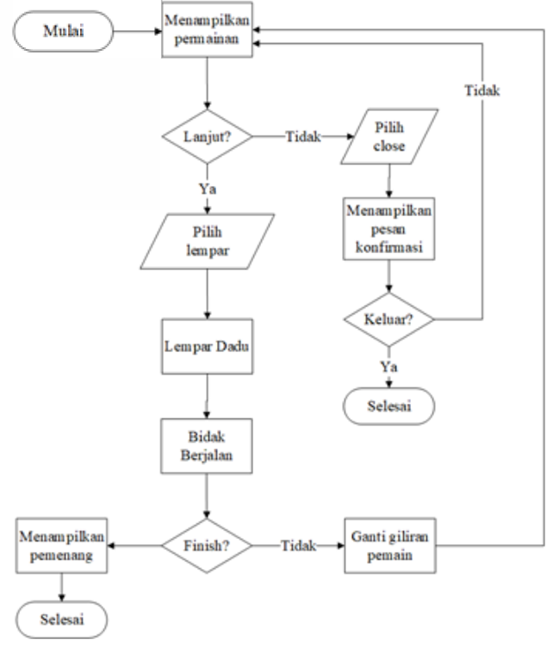 Mulai
Menampilkan
permainan
Tidak
Lanjut?
Tidak
Pilih
close
Ya
Pilih
lempar
Menampilkan
pesan
konfirmasi
Lempar Dadu
Keluar?
Ya
Selesai
Bidak
Berjalan
Menampilkan
pemenang
Finish?
Tidak
Ganti giliran
pemain
Selesai